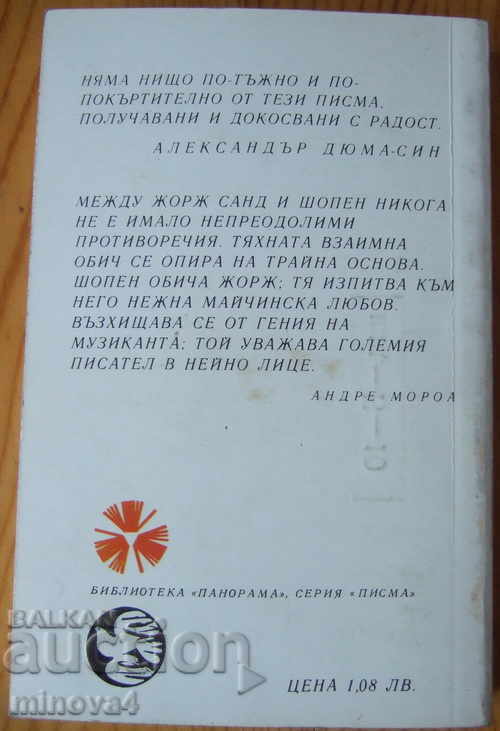 НЯМА НИЩО ПО-ТЪЖНО И ПО-
ПОКЪРТИТЕЛНО ОТ ТЕЗИ ПИСМА,
ПОЛУЧАВАНИ И ДОКОСВАНИ С РАДОСТ.
АЛЕКСАНДЪР ДЮМА-СИН
МЕЖДУ ЖОРЖ САНД И ШОПЕН НИКОГА
НЕ Е ИМАЛО НЕПРЕОДОЛИМИ
ПРОТИВОРЕЧИЯ. ТЯХНАТА ВЗАИМНА
ОБИЧ СЕ ОПИРА НА ТРАЙНА ОСНОВА.
ШОПЕН ОБИЧА ЖОРЖ; ТЯ ИЗПИТВА КЪМ
НЕГО НЕЖНА МАЙЧИНСКА ЛЮБОВ.
ВЪЗХИЩАВА СЕ ОТ ГЕНИЯ НА
МУЗИКАНТА; ТОЙ УВАЖАВА ГОЛЕМИЯ
ПИСАТЕЛ В НЕЙНО ЛИЦЕ.
АНДРЕ МОРОА
БИБЛИОТЕКА «ПАНОРАМА», СЕРИЯ «ПИСМА»
BALKAN
auction
minova4
ЦЕНА 1,08 ЛВ.